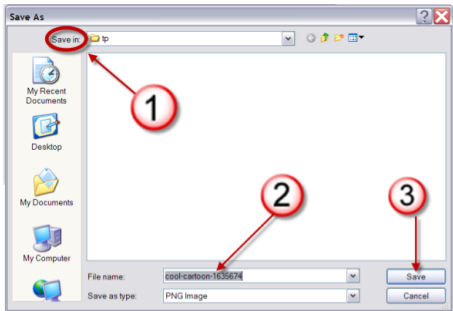 Save As
Save in:
tp
1
My Recent
Documents
Desktop
My Documents
My Computer
2
3
File name:
cool-cartoon-1635674
Save
Save as type:
PNG Image
Cancel